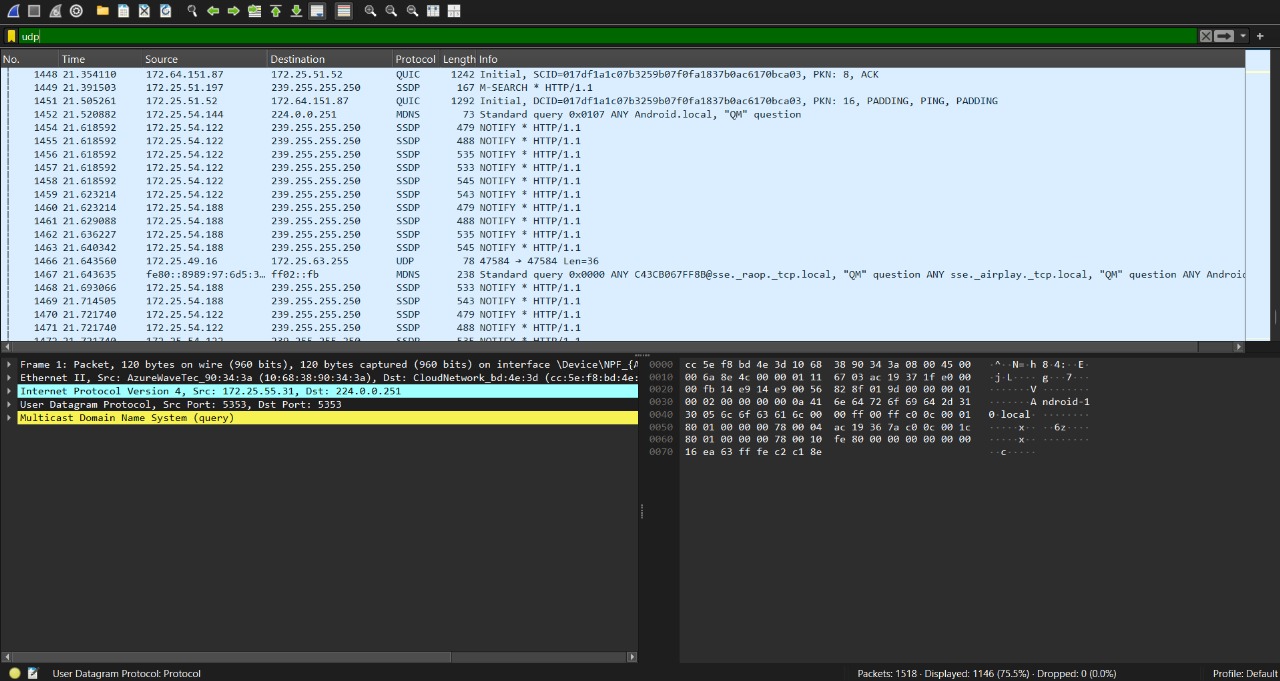 udp
No. Time Source Destination Protocol Length Info
1448 21.354110 172.64.151.87 172.25.51.52 QUIC 1242 Initial, SCID=017df1a1c07b3259b07f0fa1837b0ac6170bca03, PKN: 8, ACK
1449 21.391503 172.25.51.197 239.255.255.250 SSDP 167 M-SEARCH * HTTP/1.1
1451 21.505261 172.25.51.52 172.64.151.87 QUIC 1292 Initial, DCID=017df1a1c07b3259b07f0fa1837b0ac6170bca03, PKN: 16, PADDING, PING, PADDING
1452 21.520882 172.25.54.144 224.0.0.251 MDNS 73 Standard query 0x0107 ANY Android.local, "QM" question
1454 21.618592 172.25.54.122 239.255.255.250 SSDP 479 NOTIFY * HTTP/1.1
1455 21.618592 172.25.54.122 239.255.255.250 SSDP 488 NOTIFY * HTTP/1.1
1456 21.618592 172.25.54.122 239.255.255.250 SSDP 535 NOTIFY * HTTP/1.1
1457 21.618592 172.25.54.122 239.255.255.250 SSDP 533 NOTIFY * HTTP/1.1
1458 21.618592 172.25.54.122 239.255.255.250 SSDP 545 NOTIFY * HTTP/1.1
1459 21.623214 172.25.54.122 239.255.255.250 SSDP 543 NOTIFY * HTTP/1.1
1460 21.623214 172.25.54.188 239.255.255.250 SSDP 479 NOTIFY * HTTP/1.1
1461 21.629088 172.25.54.188 239.255.255.250 SSDP 488 NOTIFY * HTTP/1.1
1462 21.636227 172.25.54.188 239.255.255.250 SSDP 535 NOTIFY * HTTP/1.1
1463 21.640342 172.25.54.188 239.255.255.250 SSDP 545 NOTIFY * HTTP/1.1
1466 21.643560 172.25.49.16 172.25.63.255 UDP 78 47584 → 47584 Len=36
1467 21.643635 fe80::8989:97:6d5:3… ff02::fb MDNS 238 Standard query 0x0000 ANY C43CB067FF8B@sse._raop._tcp.local, "QM" question ANY sse._airplay._tcp.local, "QM" question ANY Androi
1468 21.693066 172.25.54.188 239.255.255.250 SSDP 533 NOTIFY * HTTP/1.1
1469 21.714505 172.25.54.188 239.255.255.250 SSDP 543 NOTIFY * HTTP/1.1
1470 21.721740 172.25.54.122 239.255.255.250 SSDP 479 NOTIFY * HTTP/1.1
1471 21.721740 172.25.54.122 239.255.255.250 SSDP 488 NOTIFY * HTTP/1.1
Frame 1: Packet, 120 bytes on wire (960 bits), 120 bytes captured (960 bits) on interface \Device\NPF_{A
Ethernet II, Src: AzureWaveTec_90:34:3a (10:68:38:90:34:3a), Dst: CloudNetwork_bd:4e:3d (cc:5e:f8:bd:4e:
Internet Protocol Version 4, Src: 172.25.55.31, Dst: 224.0.0.251
User Datagram Protocol, Src Port: 5353, Dst Port: 5353
Multicast Domain Name System (query)
0000 cc 5e f8 bd 4e 3d 10 68 38 90 34 3a 08 00 45 00 ·^··N=·h 8·4:··E·
0010 00 6a 8e 4c 00 00 01 11 67 03 ac 19 37 1f e0 00 ·j·L···· g···7···
0020 00 fb 14 e9 14 e9 00 56 82 8f 01 9d 00 00 00 01 ·······V ········
0030 00 02 00 00 00 00 0a 41 6e 64 72 6f 69 64 2d 31 ·······A ndroid-1
0040 30 05 6c 6f 63 61 6c 00 00 ff 00 ff c0 0c 00 01 0·local· ········
0050 80 01 00 00 00 78 00 04 ac 19 36 7a c0 0c 00 1c ·····x·· ··6z····
0060 80 01 00 00 00 78 00 10 fe 80 00 00 00 00 00 00 ·····x·· ········
0070 16 ea 63 ff fe c2 c1 8e ··c·····
User Datagram Protocol: Protocol
Packets: 1518 · Displayed: 1146 (75.5%) · Dropped: 0 (0.0%)
Profile: Default